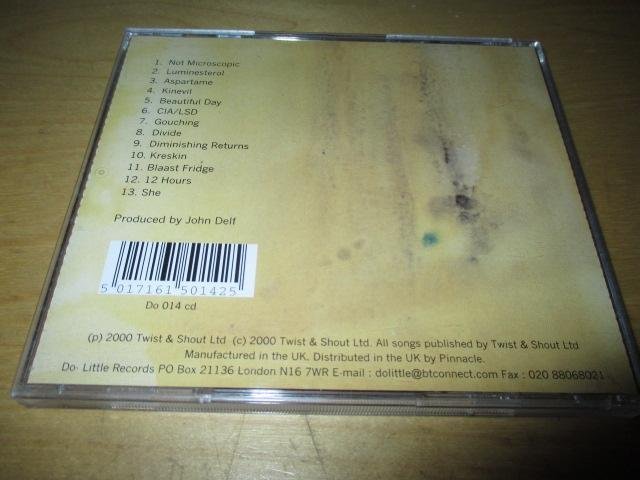 1. Not Microscopic
2. Luminesterol
3. Aspartame
4. Kinevil
5. Beautiful Day
6. CIA/LSD
7. Gouching
8. Divide
9. Diminishing Returns
10. Kreskin
11. Blaast Fridge
12. 12 Hours
13. She
Produced by John Delf
5 017161 501425
Do 014 cd
(p) 2000 Twist & Shout Ltd (c) 2000 Twist & Shout Ltd. All songs published by Twist & Shout Ltd
Manufactured in the UK. Distributed in the UK by Pinnacle.
Do- Little Records PO Box 21136 London N16 7WR E-mail : dolittle@btconnect.com Fax : 020 88068021